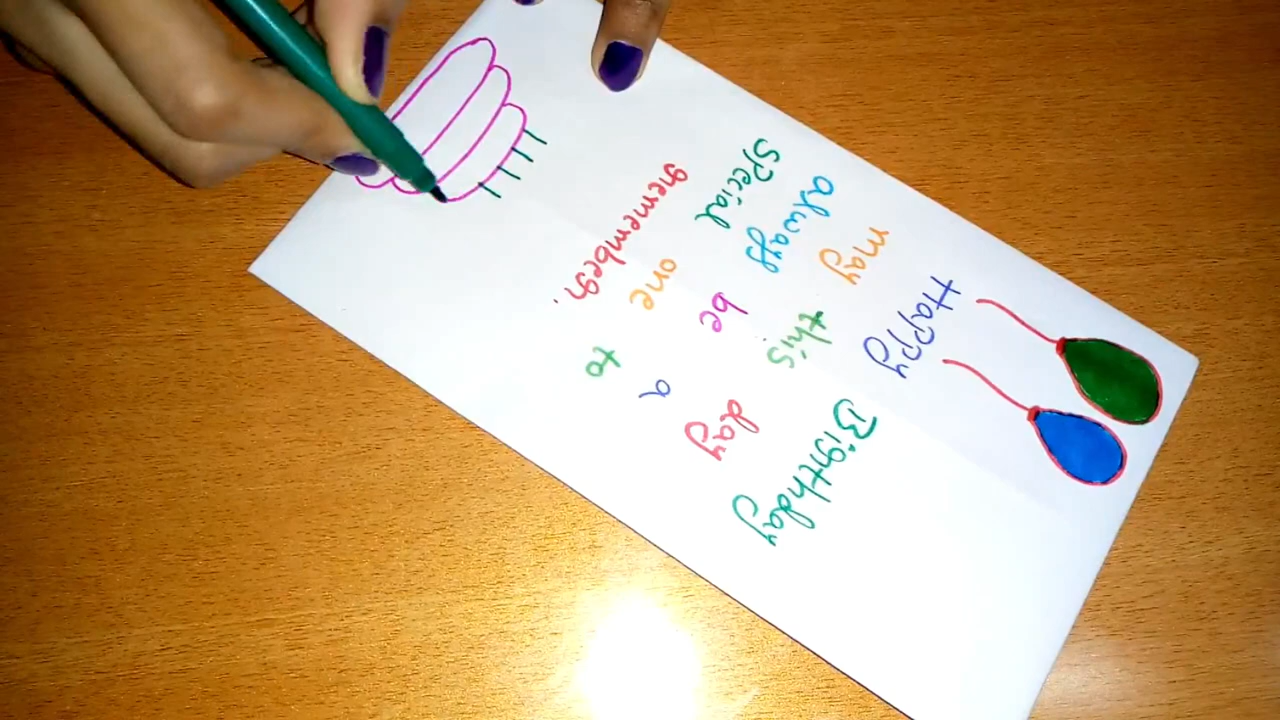 Happy Birthday
may this day
always be a
special one to
remember.